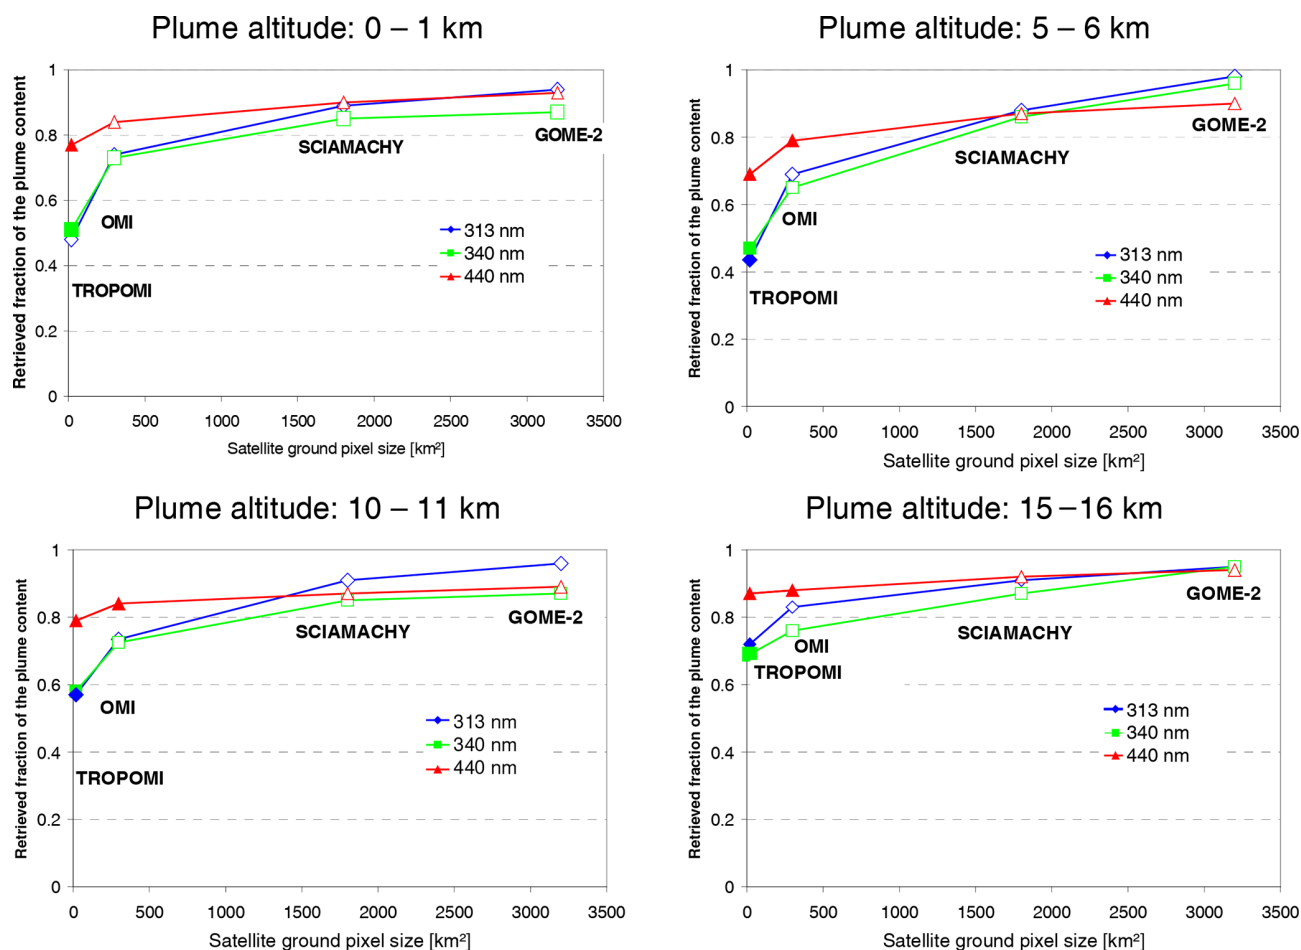 Plume altitude: 0 – 1 km
Retrieved fraction of the plume content
1
0.8
0.6
0.4
0.2
0
GOME-2
SCIAMACHY
OMI
TROPOMI
313 nm
340 nm
440 nm
0 500 1000 1500 2000 2500 3000 3500
Satellite ground pixel size [km²]
Plume altitude: 5 – 6 km
Retrieved fraction of the plume content
1
0.8
0.6
0.4
0.2
0
GOME-2
SCIAMACHY
OMI
TROPOMI
313 nm
340 nm
440 nm
0 500 1000 1500 2000 2500 3000 3500
Satellite ground pixel size [km²]
Plume altitude: 10 – 11 km
Retrieved fraction of the plume content
1
0.8
0.6
0.4
0.2
0
GOME-2
SCIAMACHY
OMI
TROPOMI
313 nm
340 nm
440 nm
0 500 1000 1500 2000 2500 3000 3500
Satellite ground pixel size [km²]
Plume altitude: 15 –16 km
Retrieved fraction of the plume content
1
0.8
0.6
0.4
0.2
0
GOME-2
SCIAMACHY
OMI
TROPOMI
313 nm
340 nm
440 nm
0 500 1000 1500 2000 2500 3000 3500
Satellite ground pixel size [km²]